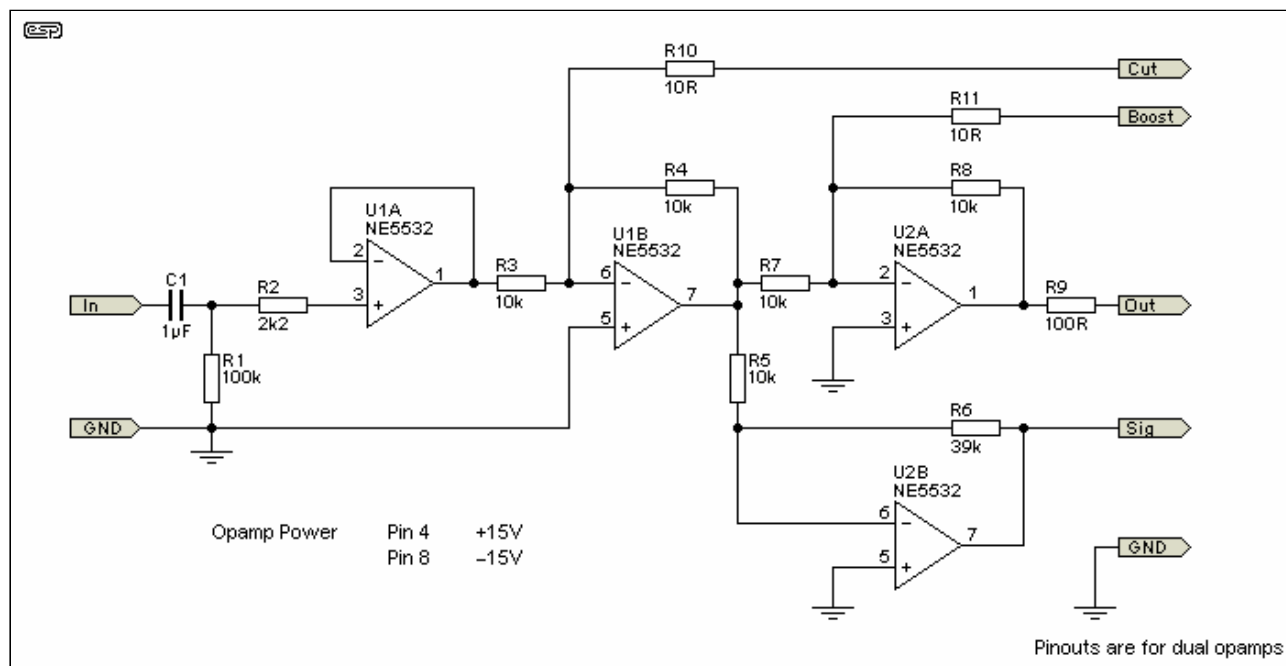 esp
R10
10R
Cut
R11
10R
Boost
R4
10k
R8
10k
U1A
NE5532
2
3
1
U1B
NE5532
6
5
7
U2A
NE5532
2
3
1
C1
1µF
In
R2
2k2
R3
10k
R7
10k
R9
100R
Out
R1
100k
R5
10k
GND
R6
39k
Sig
U2B
NE5532
6
5
7
GND
Opamp Power Pin 4 +15V
Pin 8 –15V
Pinouts are for dual opamps